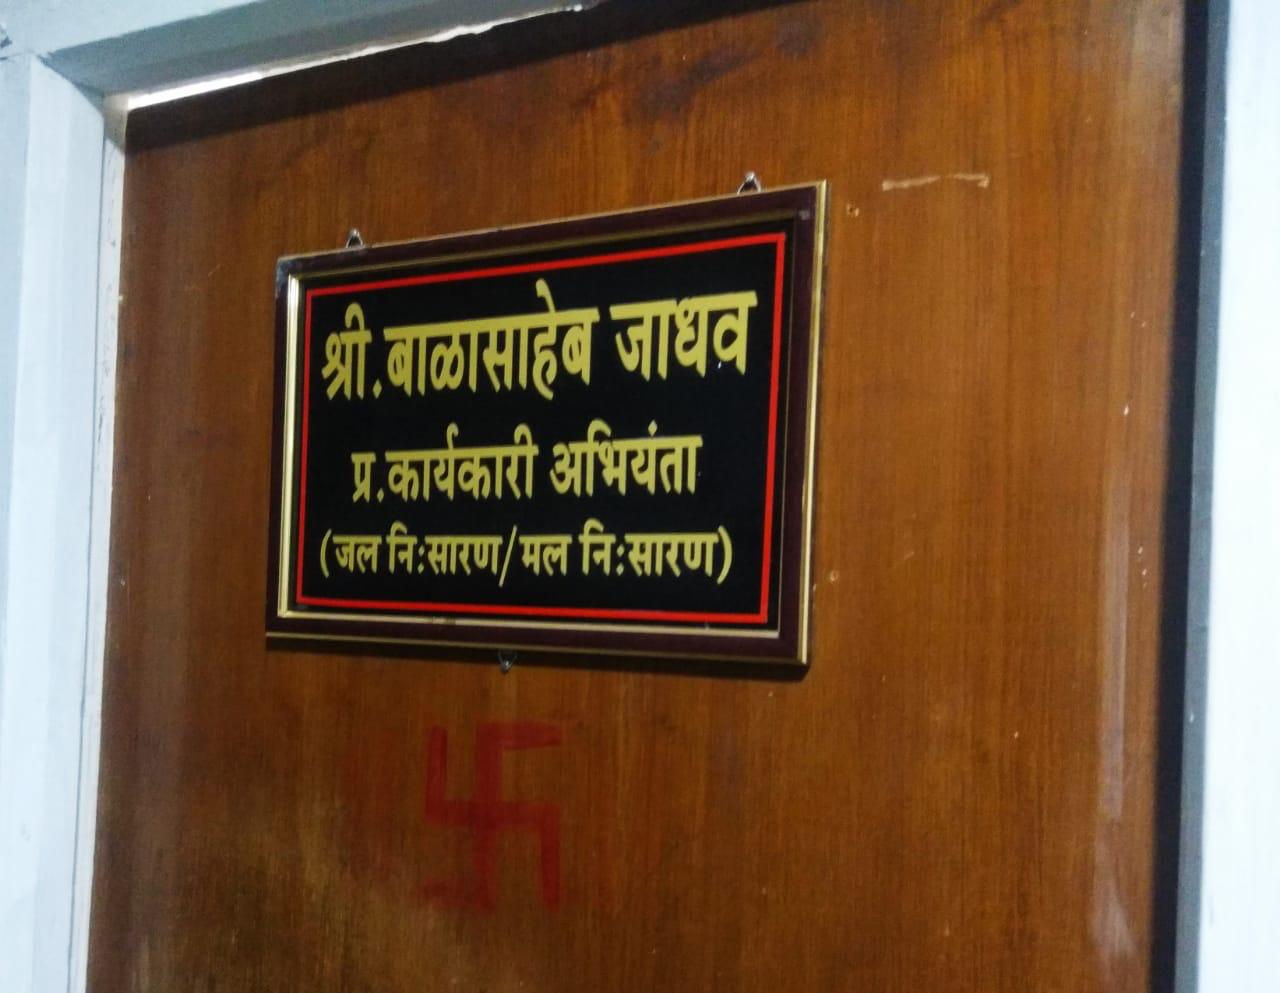 श्री.बाळासाहेब जाधव
प्र.कार्यकारी अभियंता
(जल नि:सारण/मल नि:सारण)